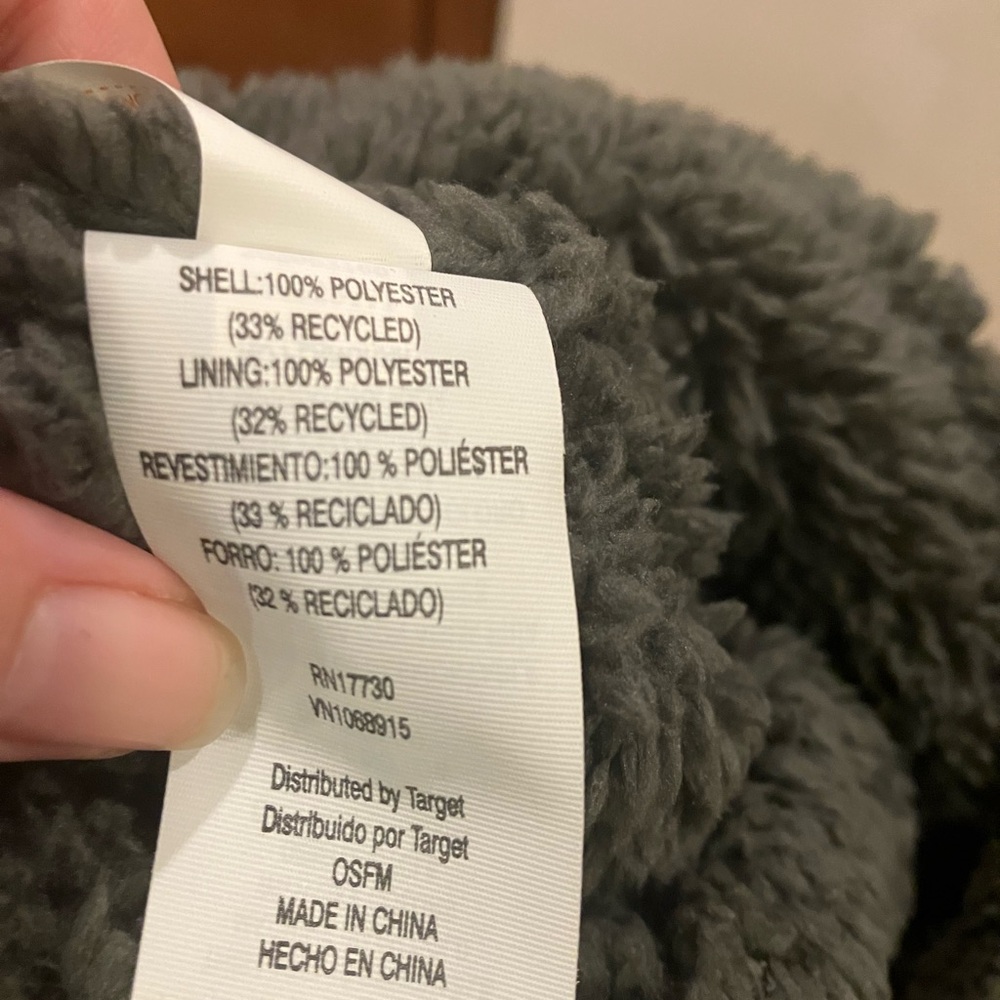 SHELL:100% POLYESTER
(33% RECYCLED)
LINING:100% POLYESTER
(32% RECYCLED)
REVESTIMIENTO:100 % POLIÉSTER
(33 % RECICLADO)
FORRO: 100 % POLIÉSTER
(32 % RECICLADO)
RN17730
VN1068915
Distributed by Target
Distribuido por Target
OSFM
MADE IN CHINA
HECHO EN CHINA